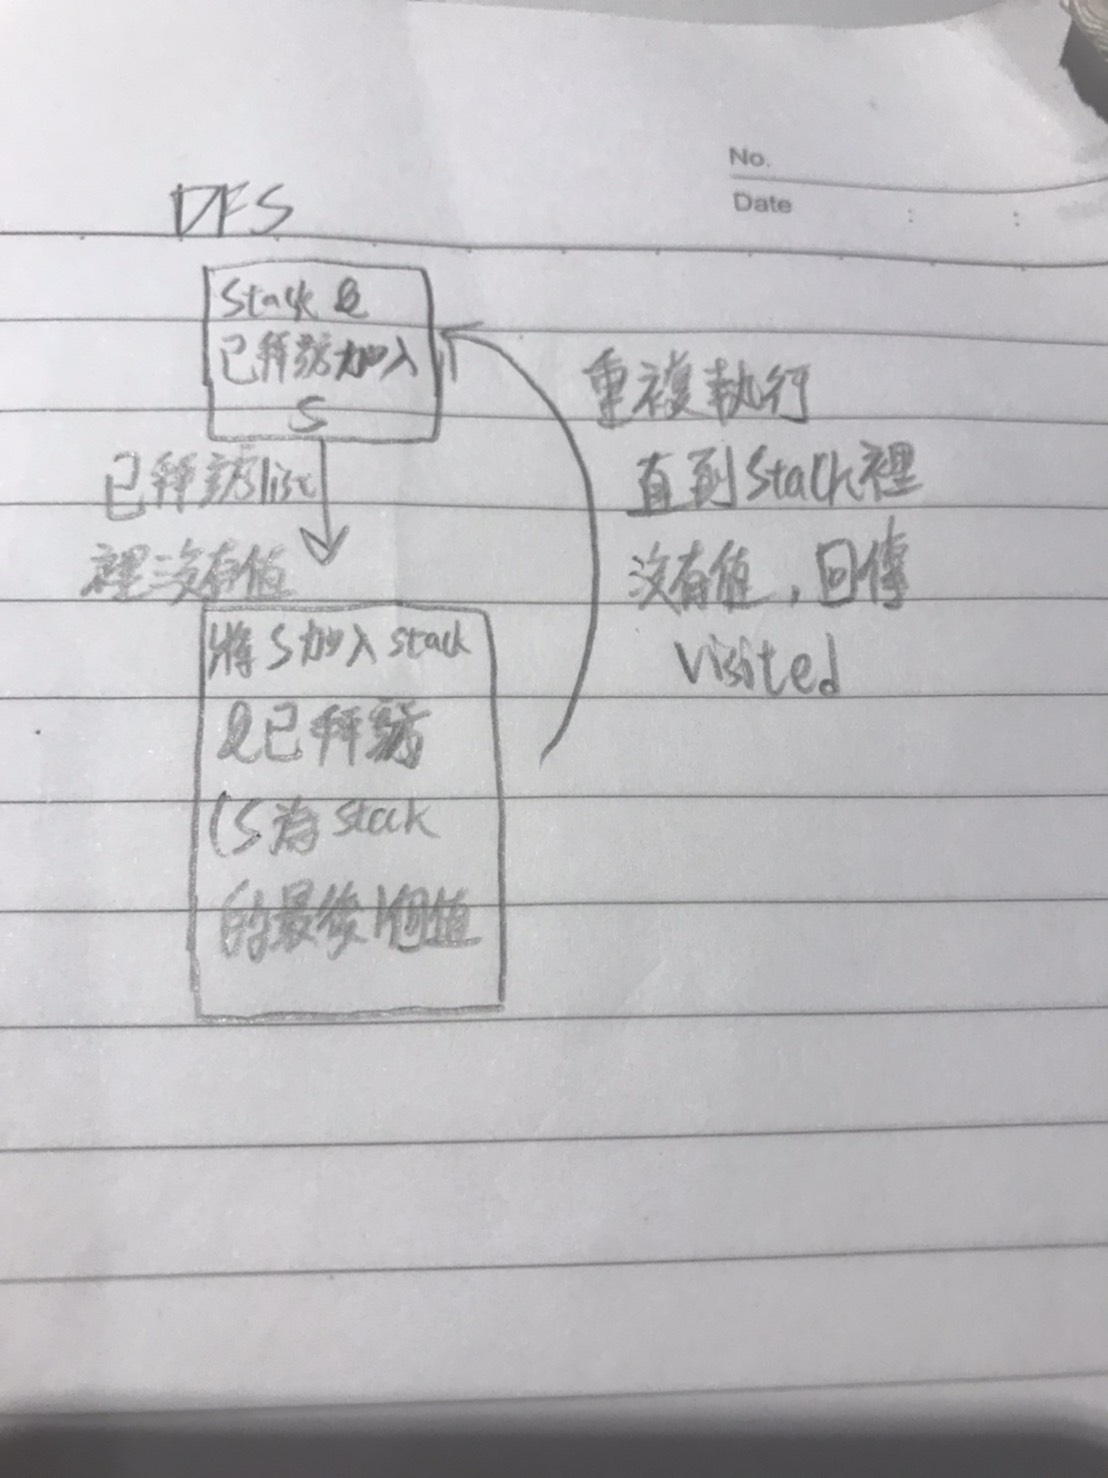 No.
Date : :
DFS
Stack &
已拜訪加入
S
已拜訪list
裡沒有值
將S加入stack
&已拜訪
(S為stack
的最後1個值
重複執行
直到Stack裡
沒有值，回傳
visited